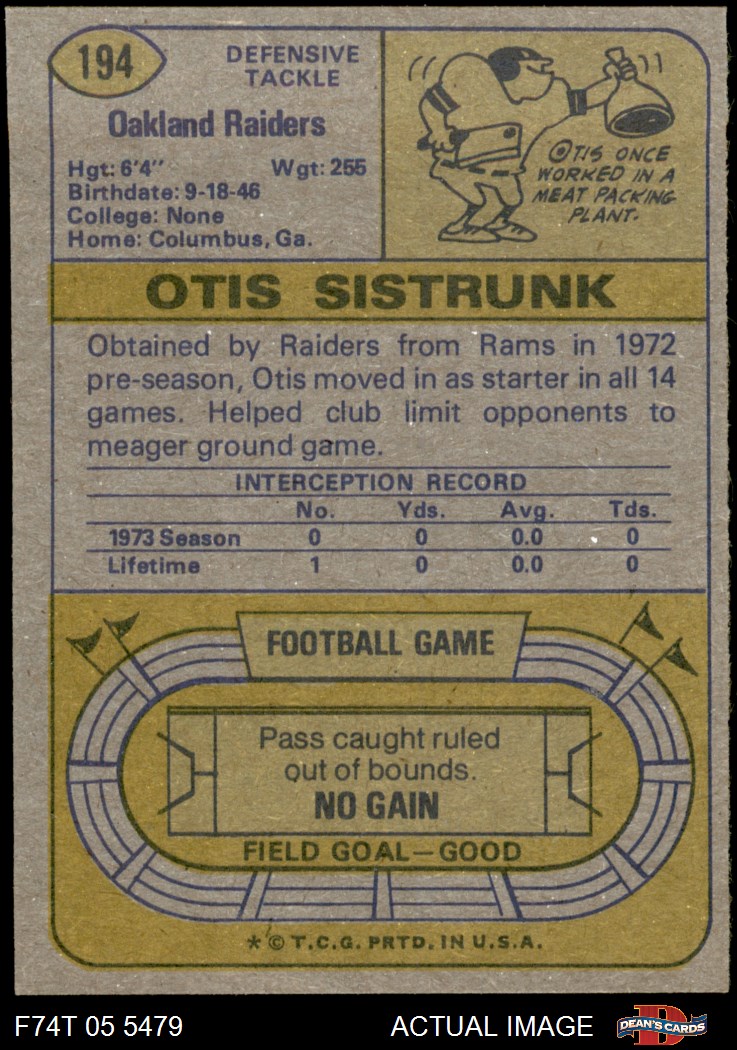 194
DEFENSIVE
TACKLE
Oakland Raiders
Hgt: 6'4" Wgt: 255
Birthdate: 9-18-46
College: None
Home: Columbus, Ga.
OTIS ONCE
WORKED IN A
MEAT PACKING
PLANT.
OTIS SISTRUNK
Obtained by Raiders from Rams in 1972
pre-season, Otis moved in as starter in all 14
games. Helped club limit opponents to
meager ground game.
INTERCEPTION RECORD
No. Yds. Avg. Tds.
1973 Season 0 0 0.0 0
Lifetime 1 0 0.0 0
FOOTBALL GAME
Pass caught ruled
out of bounds.
NO GAIN
FIELD GOAL—GOOD
* © T.C.G. PRTD. IN U.S.A.
F74T 05 5479 ACTUAL IMAGE D DEAN'S CARDS